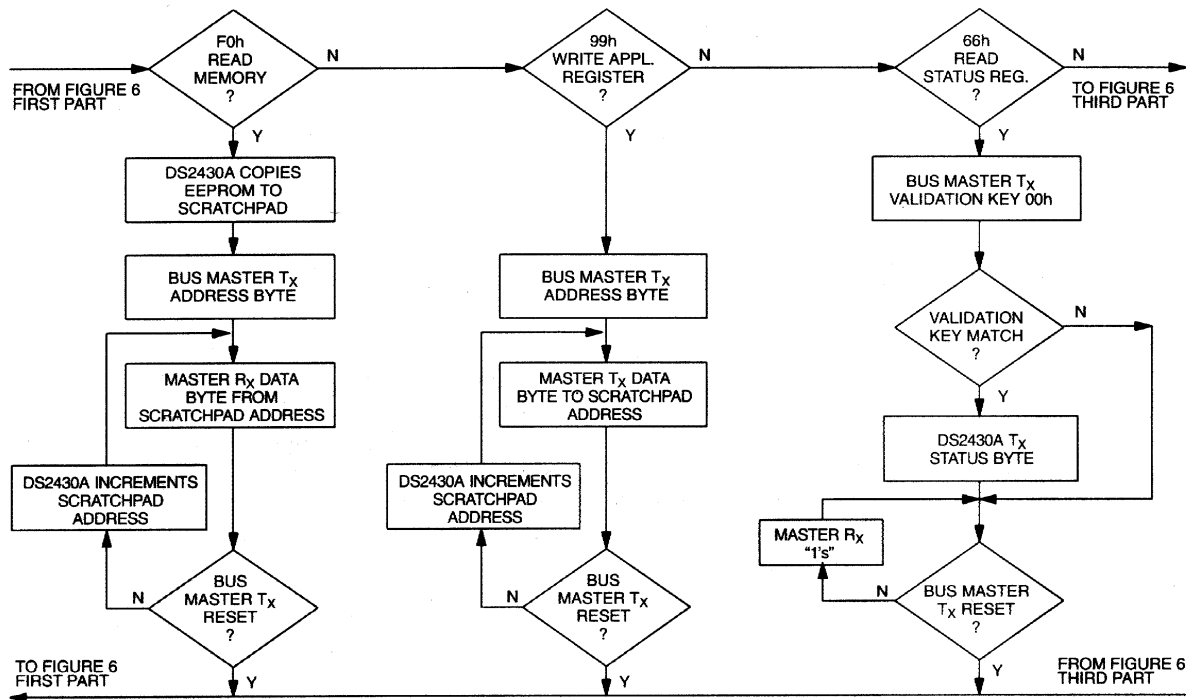 F0h
READ
MEMORY
?
N
99h
WRITE APPL.
REGISTER
?
N
66h
READ
STATUS REG.
?
N
FROM FIGURE 6
FIRST PART
TO FIGURE 6
THIRD PART
Y
Y
Y
DS2430A COPIES
EEPROM TO
SCRATCHPAD
BUS MASTER TX
VALIDATION KEY 00h
BUS MASTER TX
ADDRESS BYTE
BUS MASTER TX
ADDRESS BYTE
VALIDATION
KEY MATCH
?
N
Y
MASTER RX DATA
BYTE FROM
SCRATCHPAD ADDRESS
MASTER TX DATA
BYTE TO SCRATCHPAD
ADDRESS
DS2430A TX
STATUS BYTE
DS2430A INCREMENTS
SCRATCHPAD
ADDRESS
DS2430A INCREMENTS
SCRATCHPAD
ADDRESS
MASTER RX
"1's"
BUS
MASTER TX
RESET
?
N
BUS
MASTER TX
RESET
?
N
BUS MASTER
TX RESET
?
N
TO FIGURE 6
FIRST PART
Y
Y
Y
FROM FIGURE 6
THIRD PART